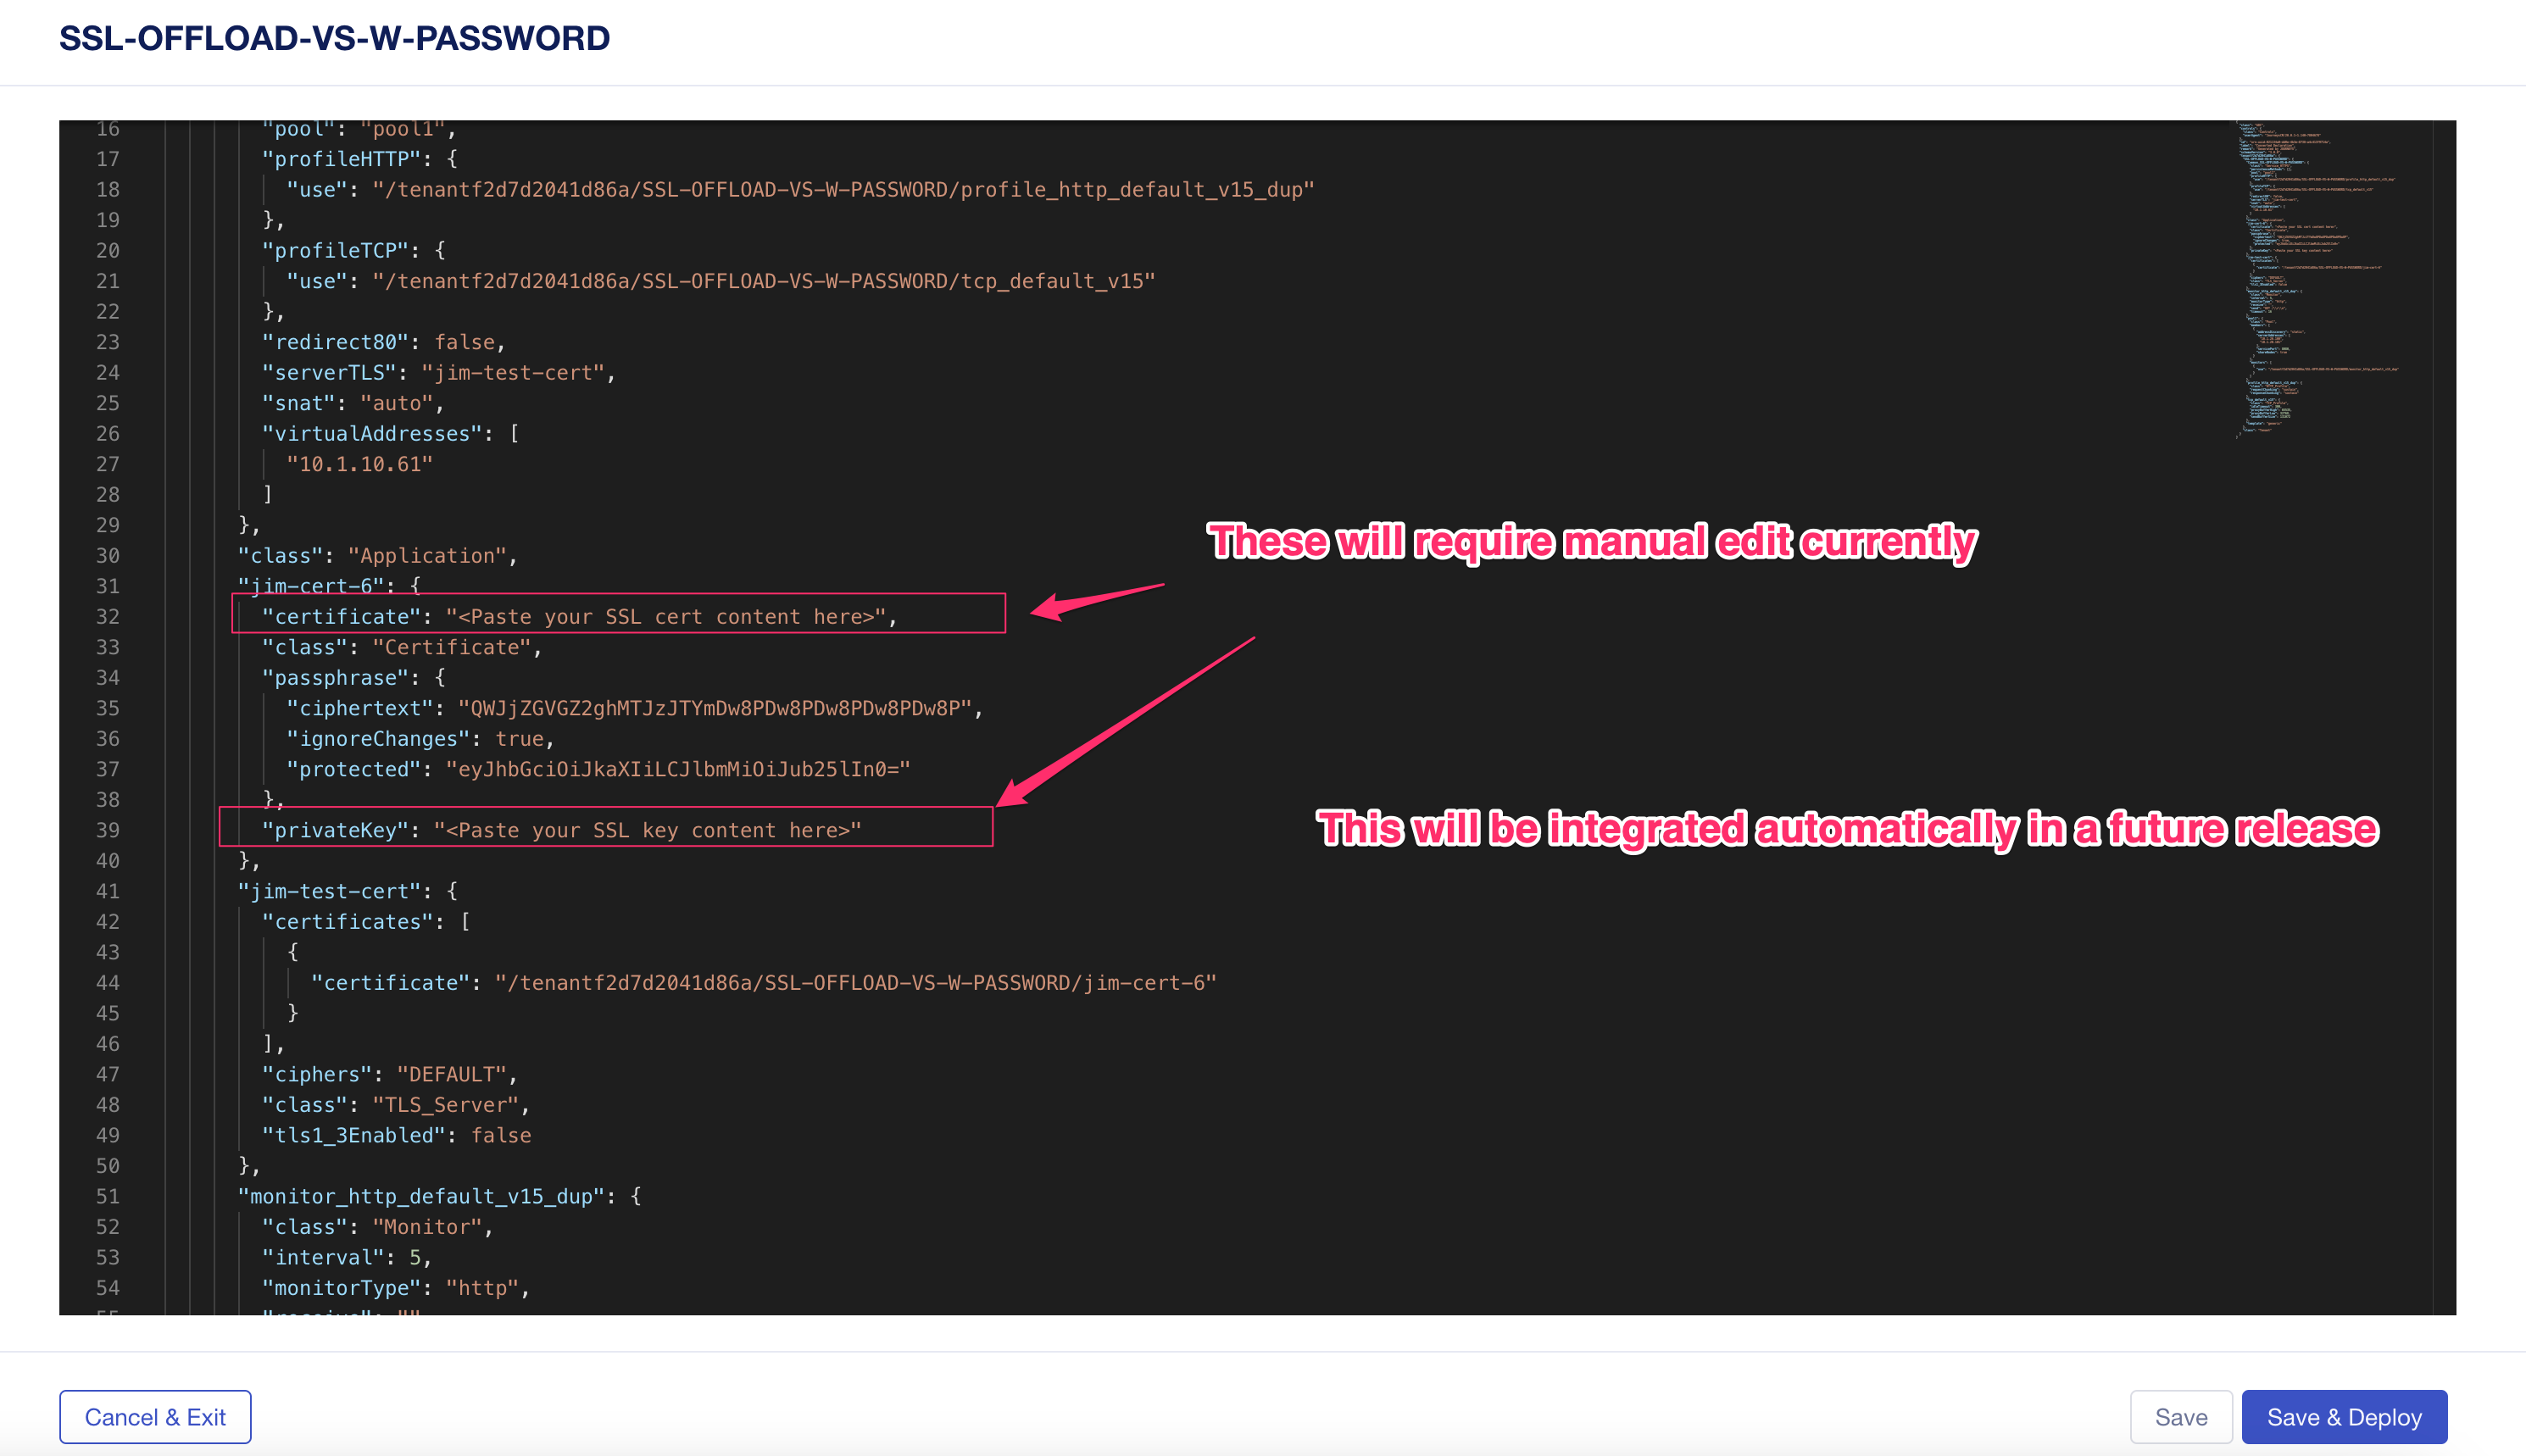 SSL-OFFLOAD-VS-W-PASSWORD
16 "pool": "pool1",
17 "profileHTTP": {
18 "use": "/tenantf2d7d2041d86a/SSL-OFFLOAD-VS-W-PASSWORD/profile_http_default_v15_dup"
19 },
20 "profileTCP": {
21 "use": "/tenantf2d7d2041d86a/SSL-OFFLOAD-VS-W-PASSWORD/tcp_default_v15"
22 },
23 "redirect80": false,
24 "serverTLS": "jim-test-cert",
25 "snat": "auto",
26 "virtualAddresses": [
27 "10.1.10.61"
28 ]
29 },
These will require manual edit currently
30 "class": "Application",
31 "jim-cert-6": {
32 "certificate": "<Paste your SSL cert content here>",
33 "class": "Certificate",
34 "passphrase": {
35 "ciphertext": "QWJjZGVGZ2ghMTJzJTYmDw8PDw8PDw8PDw8PDw8P",
36 "ignoreChanges": true,
37 "protected": "eyJhbGciOiJkaXIiLCJlbmMiOiJub25lIn0="
38 },
39 "privateKey": "<Paste your SSL key content here>"
This will be integrated automatically in a future release
40 },
41 "jim-test-cert": {
42 "certificates": [
43 {
44 "certificate": "/tenantf2d7d2041d86a/SSL-OFFLOAD-VS-W-PASSWORD/jim-cert-6"
45 }
46 ],
47 "ciphers": "DEFAULT",
48 "class": "TLS_Server",
49 "tls1_3Enabled": false
50 },
51 "monitor_http_default_v15_dup": {
52 "class": "Monitor",
53 "interval": 5,
54 "monitorType": "http",
Cancel & Exit
Save
Save & Deploy